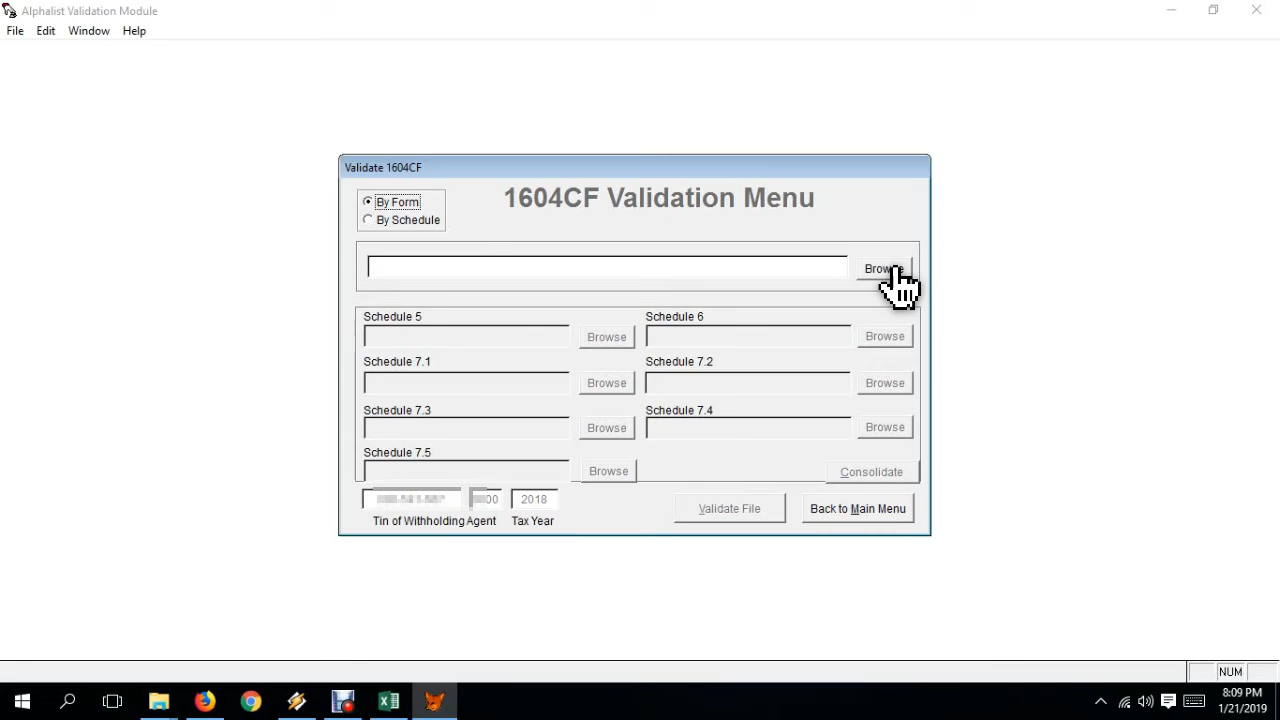 Alphalist Validation Module
File Edit Window Help
Validate 1604CF
By Form
By Schedule
1604CF Validation Menu
Browse
Schedule 5
Schedule 6
Browse
Browse
Schedule 7.1
Schedule 7.2
Browse
Browse
Schedule 7.3
Schedule 7.4
Browse
Browse
Schedule 7.5
Browse
Consolidate
2018
Validate File
Back to Main Menu
Tin of Withholding Agent
Tax Year
NUM
8:09 PM
1/21/2019